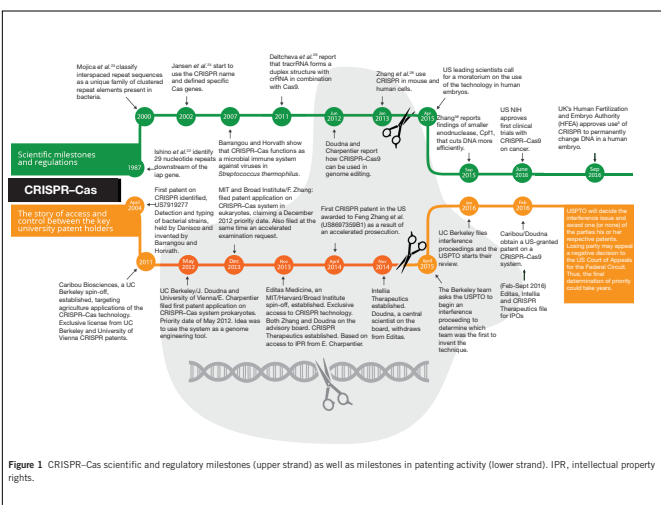 Mojica et al.²³ classify
interspaced repeat sequences
as a unique family of clustered
repeat elements present in
bacteria.
Jansen et al.²⁵ start to
use the CRISPR name
and defined specific
Cas genes.
Deltcheva et al.²⁸ report
that tracrRNA forms a
duplex structure with
crRNA in combination
with Cas9.
Zhang et al.²⁶ use
CRISPR in mouse and
human cells.
US leading scientists call
for a moratorium on the use
of the technology in human
embryos.
2000
2002
2007
2011
Jun
2012
Jan
2013
Apr
2015
Scientific milestones
and regulations
1987
Ishino et al.²² identify
29 nucleotide repeats
downstream of the
iap gene.
Barrangou and Horvath show
that CRISPR–Cas functions as
a microbial immune system
against viruses in
Streptococcus thermophilus.
Doudna and
Charpentier report
how CRISPR–Cas9
can be used in
genome editing.
reports
findings of smaller
enodnuclease, Cpf1,
that cuts DNA more
efficiently.
US NIH
approves
first clinical
trials with
CRISPR–Cas9
on cancer.
UK's Human Fertilization
and Embryo Authority
(HFEA) approves use² of
CRISPR to permanently
change DNA in a human
embryo.
Sep
2015
June
2016
Sep
2016
CRISPR–Cas
The story of access and
control between the key
university patent holders
April
2004
First patent on
CRISPR identified,
US7919277
Detection and typing
of bacterial strains,
held by Danisco and
invented by
Barrangou and
Horvath.
MIT and Broad Institute/F. Zhang:
filed patent application on
CRISPR–Cas system in
eukaryotes, claiming a December
2012 priority date. Also filed at the
same time an accelerated
examination request.
First CRISPR patent in the US
awarded to Feng Zhang et al.
(US8697359B1) as a result of
an accelerated prosecution.
Jan
2016
Feb
2016
UC Berkeley files
interference
proceedings and the
USPTO starts their
review.
Caribou/Doudna
obtain a US-granted
patent on a
CRISPR–Cas9
system.
(Feb-Sept 2016)
Editas, Intellia
and CRISPR
Therapeutics file
for IPOs
USPTO will decide the
interference issue and
award one (or none) of
the parties his or her
respective patents.
Losing party may appeal
a negative decision to
the US Court of Appeals
for the Federal Circuit.
Thus, the final
determination of priority
could take years.
2011
May
2012
Dec
2012
Nov
2013
April
2014
Nov
2014
April
2015
Caribou Biosciences, a UC
Berkeley spin-off,
established, targeting
agriculture applications of the
CRISPR–Cas technology.
Exclusive license from UC
Berkeley and University of
Vienna CRISPR patents.
UC Berkeley/J. Doudna and
University of Vienna/E. Charpentier
filed first patent application on
CRISPR–Cas system prokaryotes.
Priority date of May 2012. Idea was
to use the system as a genome
engineering tool.
Editas Medicine, an
MIT/Harvard/Broad Institute
spin-off, established. Exclusive
access to CRISPR technology.
Both Zhang and Doudna on the
advisory board. CRISPR
Therapeutics established. Based on
access to IPR from E. Charpentier.
Intellia
Therapeutics
established.
Doudna, a central
scientist on the
board, withdraws
from Editas.
The Berkeley team
asks the USPTO to
begin an
interference
proceeding to
determine which
team was the first to
invent the
technique.
Figure 1 CRISPR–Cas scientific and regulatory milestones (upper strand) as well as milestones in patenting activity (lower strand). IPR, intellectual property
rights.